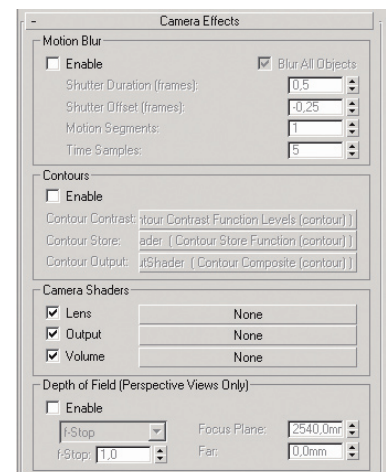 - Camera Effects
Motion Blur
Enable Blur All Objects
Shutter Duration (frames): 0,5
Shutter Offset (frames): -0,25
Motion Segments: 1
Time Samples: 5
Contours
Enable
Contour Contrast: tour Contrast Function Levels (contour) )
Contour Store: ader ( Contour Store Function (contour) )
Contour Output: utShader ( Contour Composite (contour) )
Camera Shaders
Lens None
Output None
Volume None
Depth of Field (Perspective Views Only)
Enable
f-Stop Focus Plane: 2540,0mr
f-Stop: 1,0 Far: 0,0mm